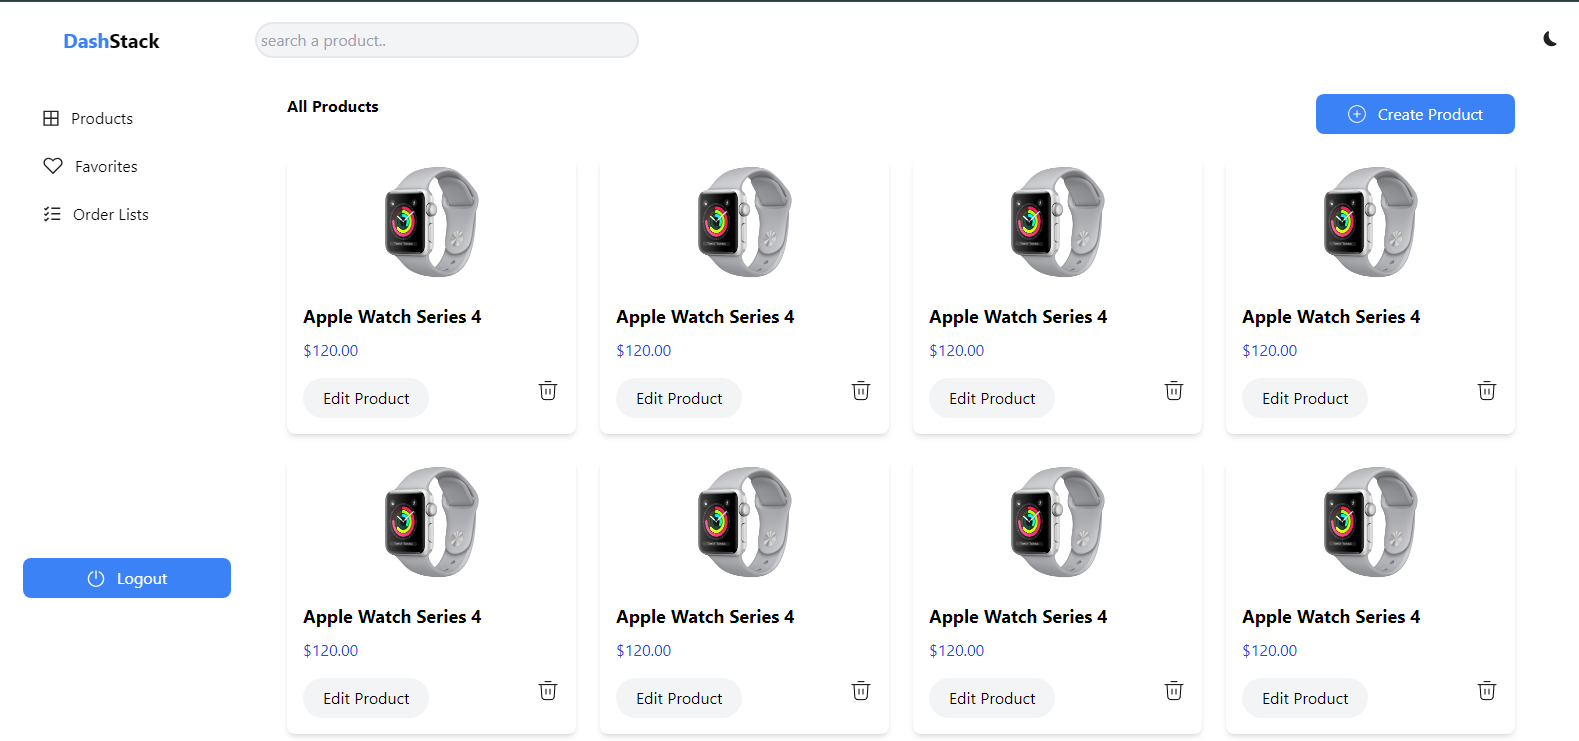 DashStack
search a product..
Products
Favorites
Order Lists
Logout
All Products
Create Product
Apple Watch Series 4
$120.00
Edit Product
Apple Watch Series 4
$120.00
Edit Product
Apple Watch Series 4
$120.00
Edit Product
Apple Watch Series 4
$120.00
Edit Product
Apple Watch Series 4
$120.00
Edit Product
Apple Watch Series 4
$120.00
Edit Product
Apple Watch Series 4
$120.00
Edit Product
Apple Watch Series 4
$120.00
Edit Product